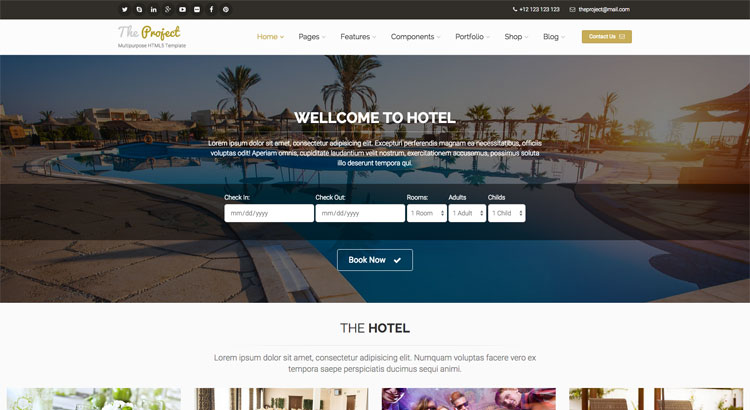 +12 123 123 123 theproject@mail.com
The Project
Multipurpose HTML5 Template
Home Pages Features Components Portfolio Shop Blog Contact Us
WELLCOME TO HOTEL
Lorem ipsum dolor sit amet, consectetur adipisicing elit. Excepturi perferendis magnam ea necessitatibus, officiis
voluptas odit! Aperiam omnis, cupiditate laudantium velit nostrum, exercitationem accusamus, possimus soluta
illo deserunt tempora qui.
Check In: Check Out: Rooms: Adults Childs
mm/dd/yyyy mm/dd/yyyy 1 Room 1 Adult 1 Child
Book Now
THE HOTEL
Lorem ipsum dolor sit amet, consectetur adipisicing elit. Numquam voluptas facere vero ex
tempora saepe perspiciatis ducimus sequi animi.